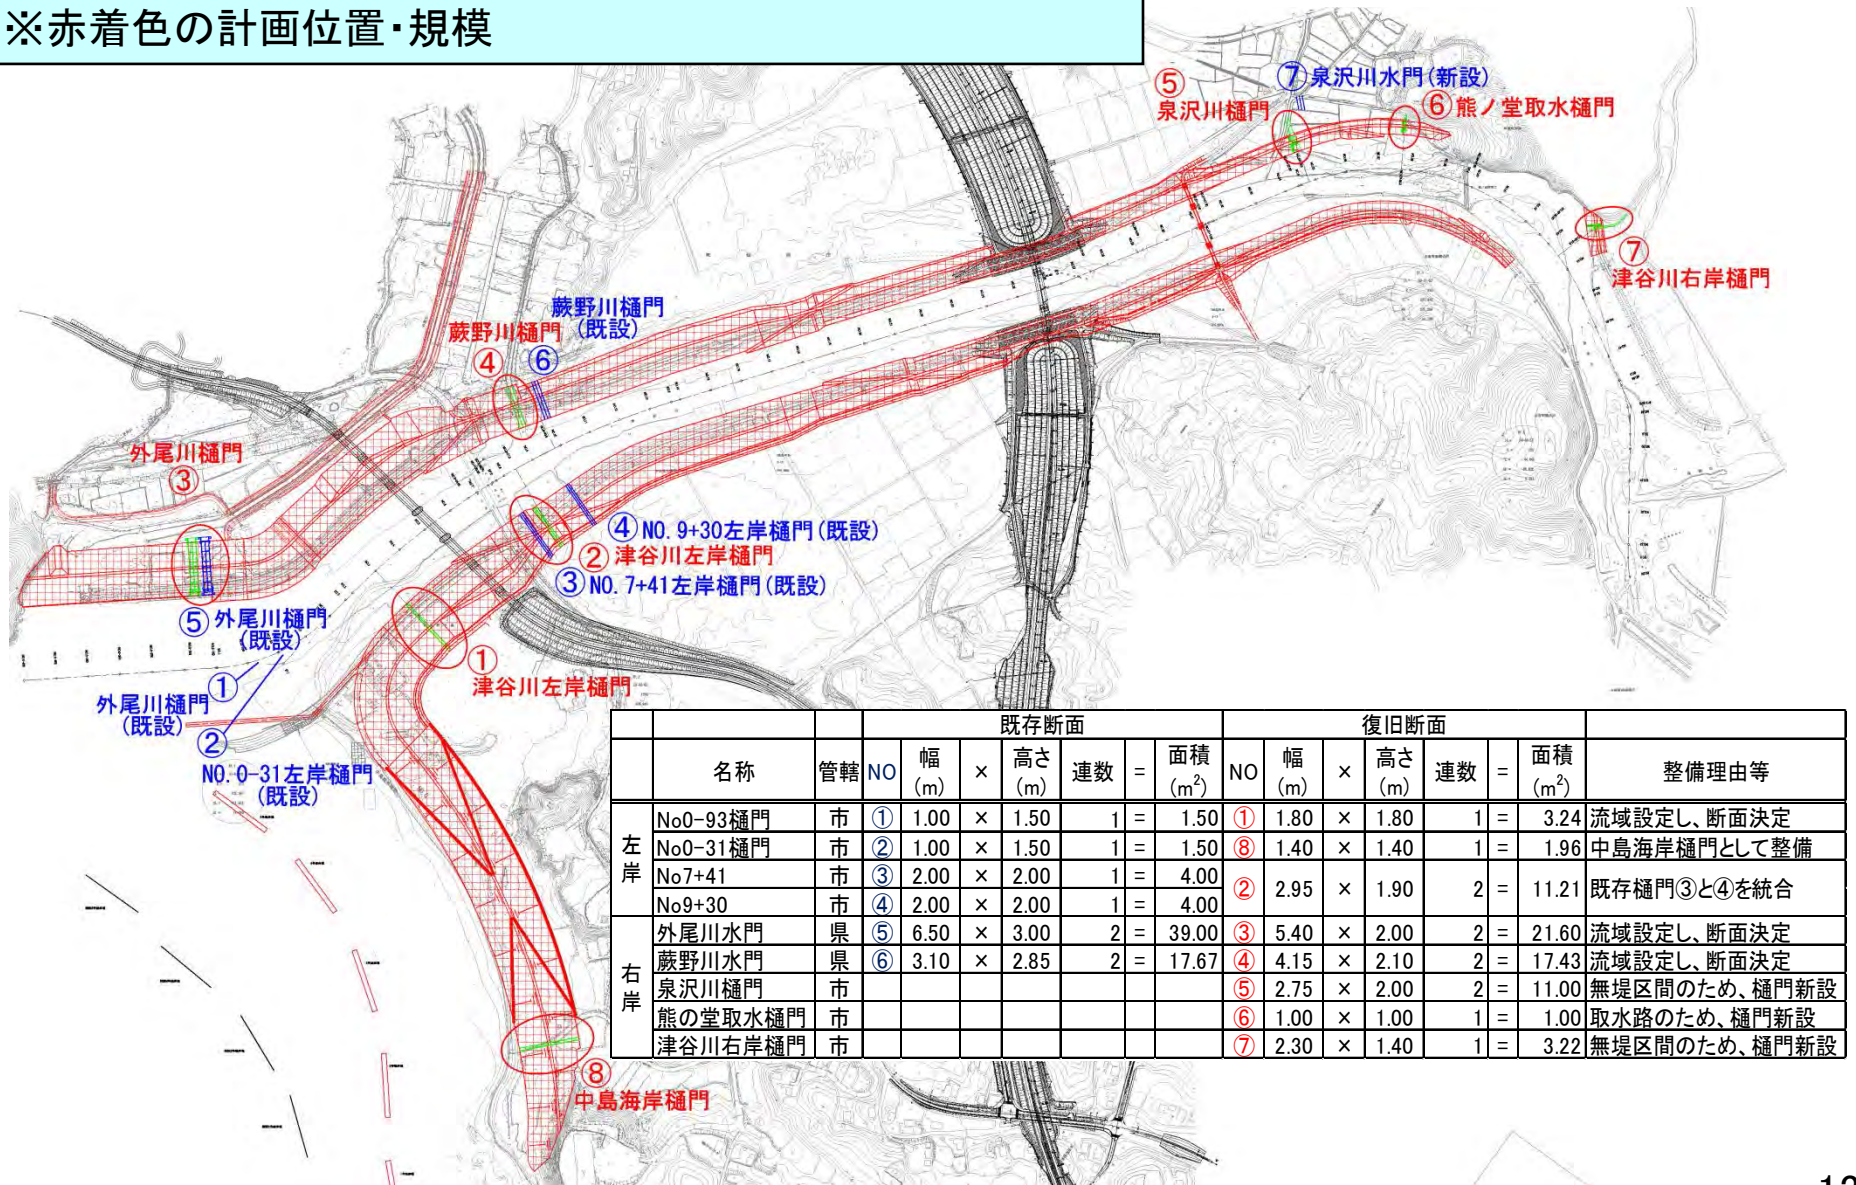 ※赤着色の計画位置・規模
⑤
泉沢川樋門
⑦泉沢川水門(新設)
⑥熊ノ堂取水樋門
⑦
津谷川右岸樋門
蕨野川樋門
(既設)
⑥
蕨野川樋門
④
外尾川樋門
③
④NO.9+30左岸樋門(既設)
②津谷川左岸樋門
③NO.7+41左岸樋門(既設)
⑤外尾川樋門
(既設)
①
津谷川左岸樋門
①
外尾川樋門
(既設)
②
NO.0-31左岸樋門
(既設)
⑧
中島海岸樋門
既存断面 復旧断面
名称 管轄 NO 幅(m) × 高さ(m) 連数 = 面積(m²) NO 幅(m) × 高さ(m) 連数 = 面積(m²) 整備理由等
左岸
No0-93樋門 市 ① 1.00 × 1.50 1 = 1.50 ① 1.80 × 1.80 1 = 3.24 流域設定し、断面決定
No0-31樋門 市 ② 1.00 × 1.50 1 = 1.50 ⑧ 1.40 × 1.40 1 = 1.96 中島海岸樋門として整備
No7+41 市 ③ 2.00 × 2.00 1 = 4.00 ② 2.95 × 1.90 2 = 11.21 既存樋門③と④を統合
No9+30 市 ④ 2.00 × 2.00 1 = 4.00
右岸
外尾川水門 県 ⑤ 6.50 × 3.00 2 = 39.00 ③ 5.40 × 2.00 2 = 21.60 流域設定し、断面決定
蕨野川水門 県 ⑥ 3.10 × 2.85 2 = 17.67 ④ 4.15 × 2.10 2 = 17.43 流域設定し、断面決定
泉沢川樋門 市 ⑤ 2.75 × 2.00 2 = 11.00 無堤区間のため、樋門新設
熊の堂取水樋門 市 ⑥ 1.00 × 1.00 1 = 1.00 取水路のため、樋門新設
津谷川右岸樋門 市 ⑦ 2.30 × 1.40 1 = 3.22 無堤区間のため、樋門新設